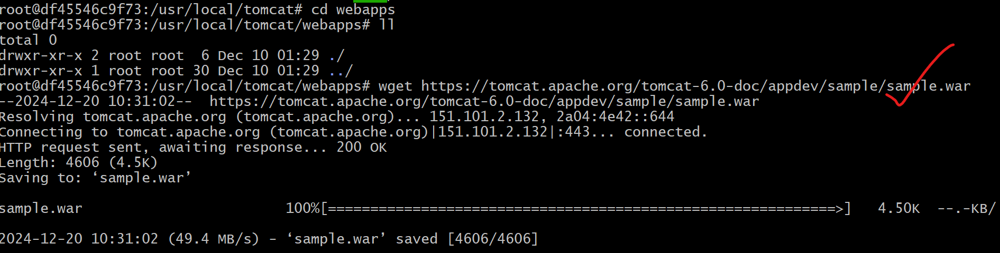 root@df45546c9f73:/usr/local/tomcat# cd webapps
root@df45546c9f73:/usr/local/tomcat/webapps# ll
total 0
drwxr-xr-x 2 root root  6 Dec 10 01:29 ./
drwxr-xr-x 1 root root 30 Dec 10 01:29 ../
root@df45546c9f73:/usr/local/tomcat/webapps# wget https://tomcat.apache.org/tomcat-6.0-doc/appdev/sample/sample.war
--2024-12-20 10:31:02--  https://tomcat.apache.org/tomcat-6.0-doc/appdev/sample/sample.war
Resolving tomcat.apache.org (tomcat.apache.org)... 151.101.2.132, 2a04:4e42::644
Connecting to tomcat.apache.org (tomcat.apache.org)|151.101.2.132|:443... connected.
HTTP request sent, awaiting response... 200 OK
Length: 4606 (4.5K)
Saving to: ‘sample.war’
sample.war                        100%[============================================================>]   4.50K  --.-KB/
2024-12-20 10:31:02 (49.4 MB/s) - ‘sample.war’ saved [4606/4606]